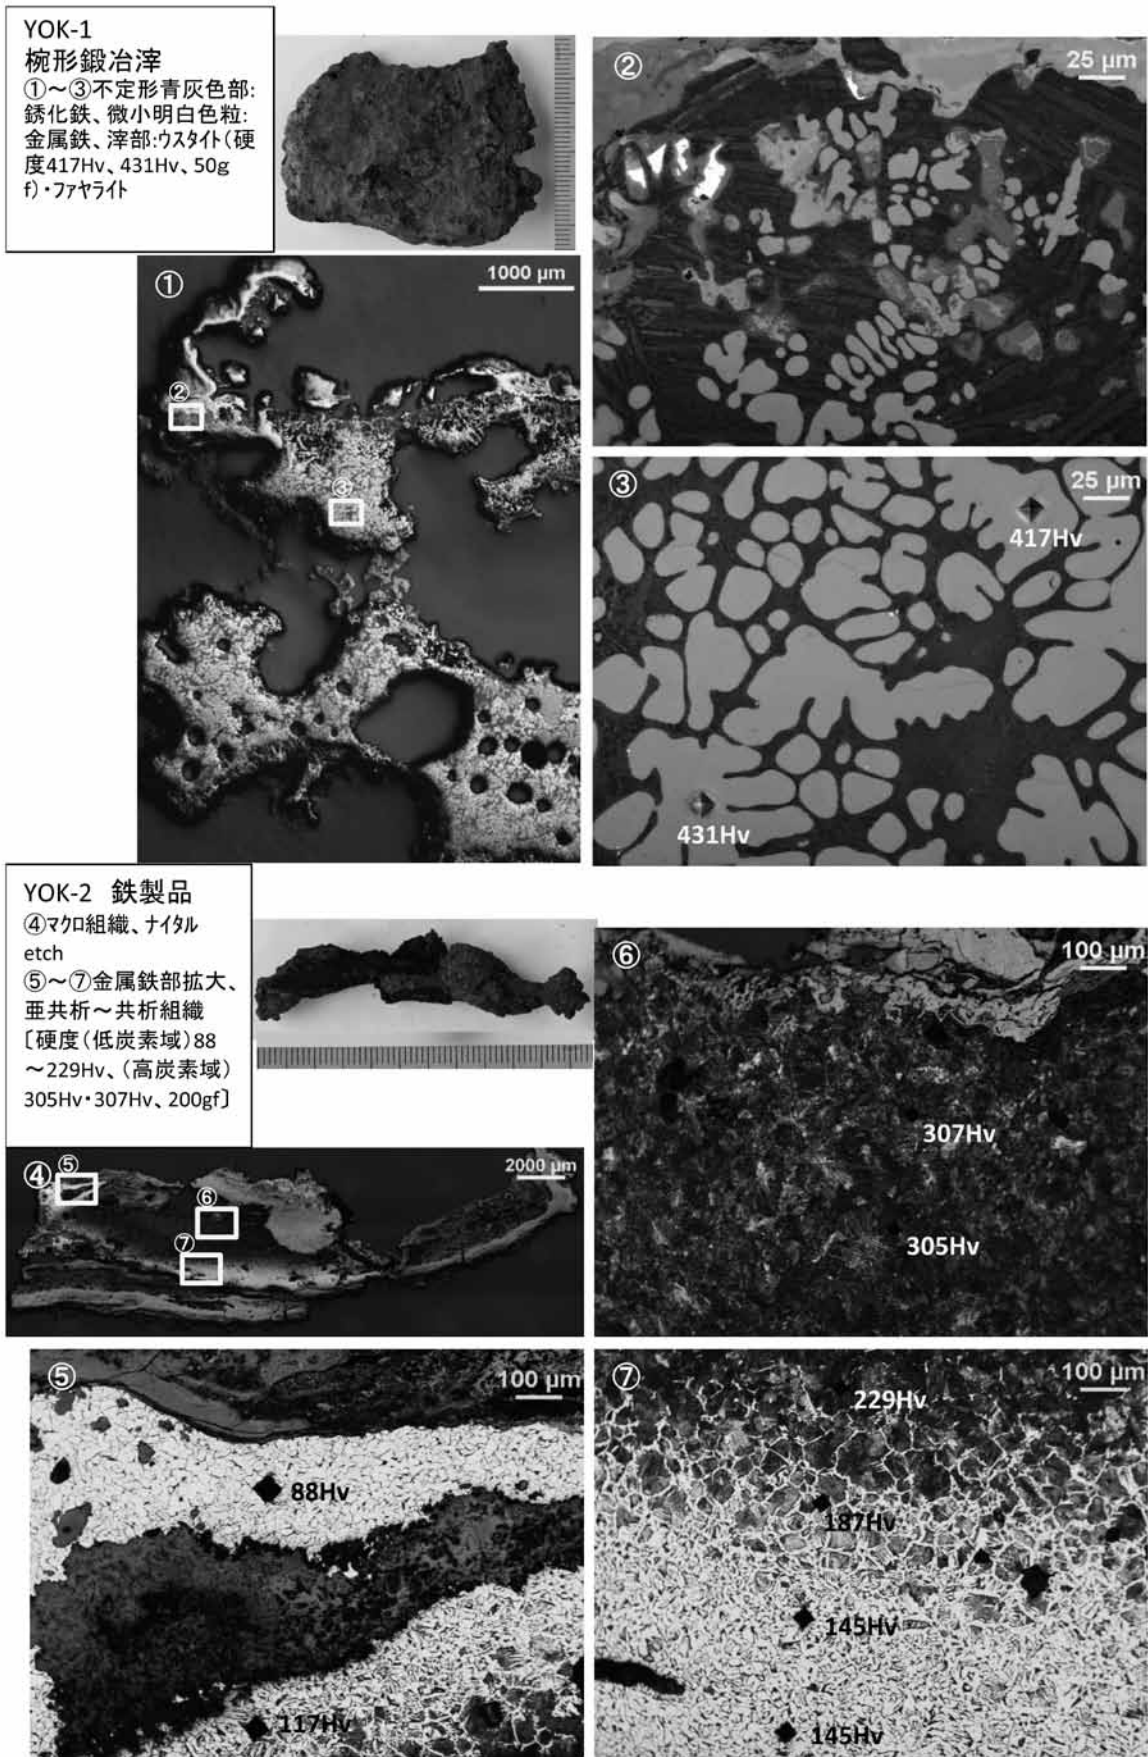 YOK-1
椀形鍛冶滓
①～③不定形青灰色部:
銹化鉄、微小明白色粒:
金属鉄、滓部:ウスタイト(硬
度417Hv、431Hv、50g
f)・ファヤライト
②
25 µm
①
1000 µm
②
③
③
25 µm
417Hv
431Hv
YOK-2 鉄製品
④マクロ組織、ナイタル
etch
⑤～⑦金属鉄部拡大、
亜共析～共析組織
〔硬度(低炭素域)88
～229Hv、(高炭素域)
305Hv・307Hv、200gf〕
⑥
100 µm
307Hv
305Hv
④
⑤
⑥
⑦
2000 µm
⑤
100 µm
88Hv
117Hv
⑦
100 µm
229Hv
187Hv
145Hv
145Hv